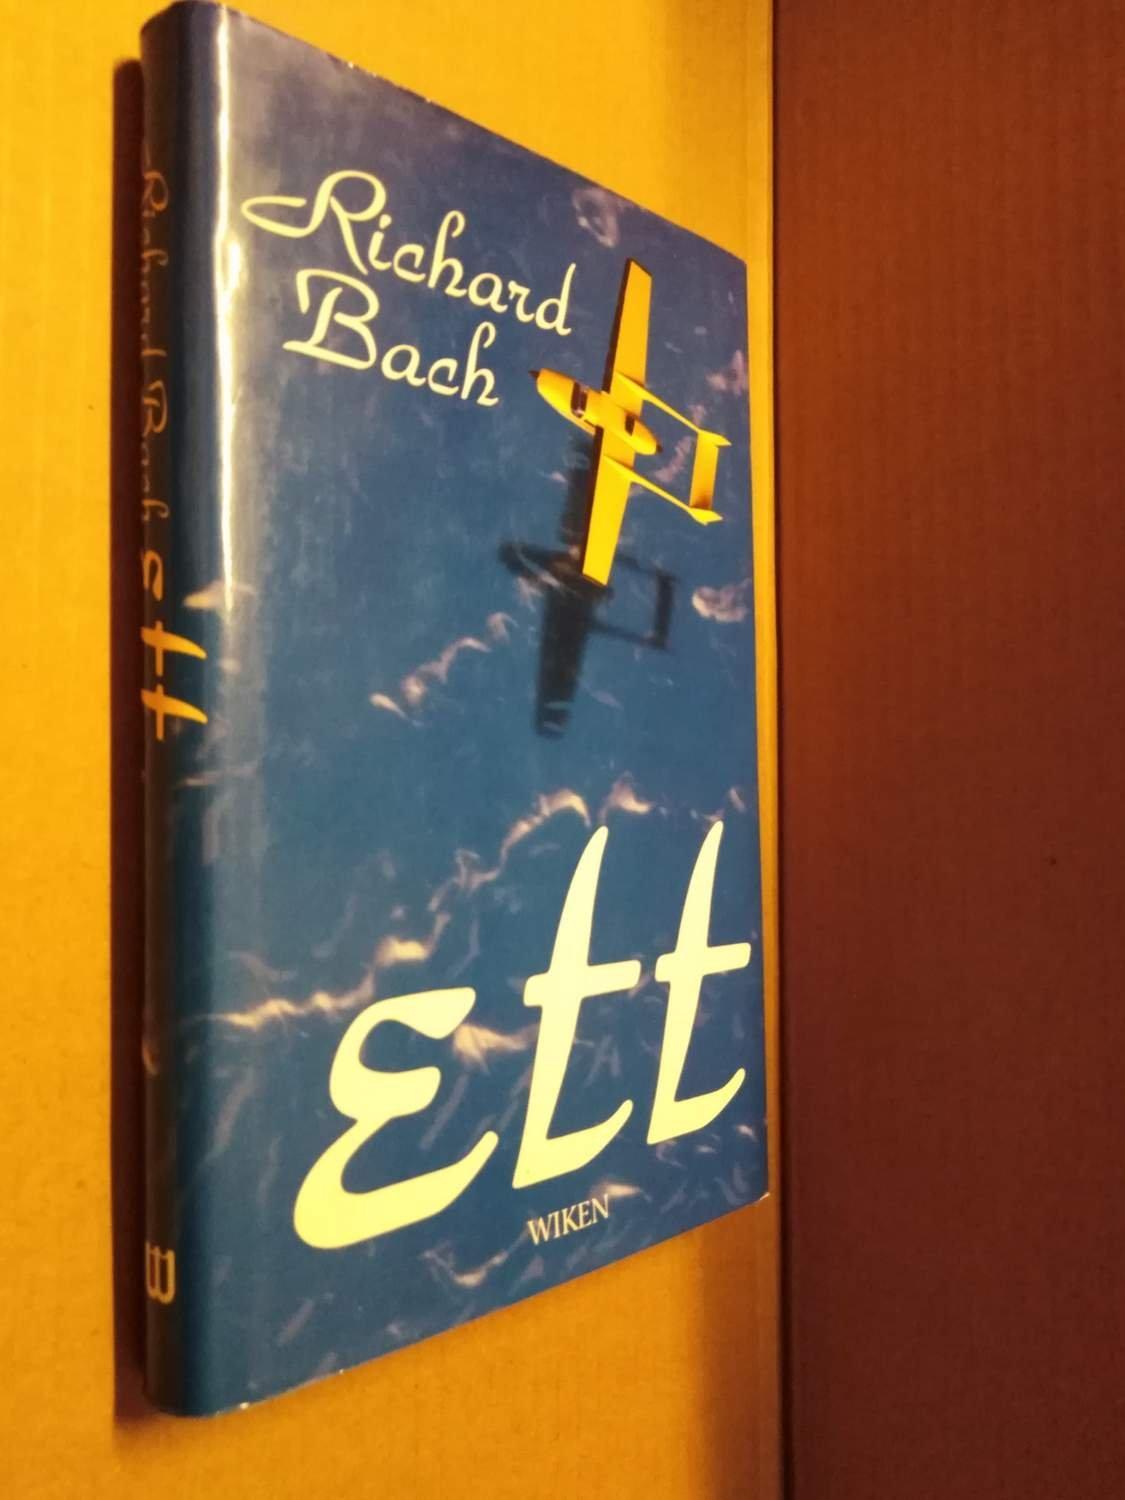 Richard
Bach
Ett
WIKEN
Richard Bach Ett
W